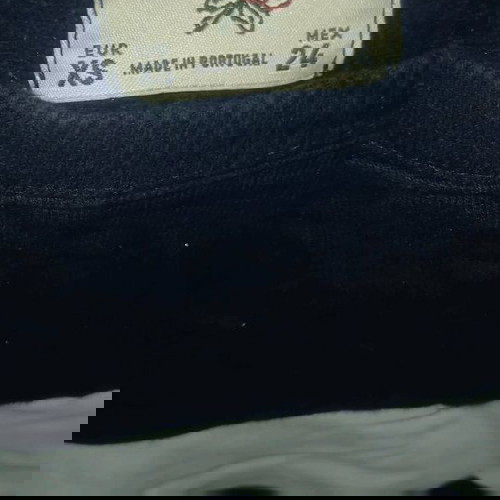 EUR MEX
XS MADE IN PORTUGAL 24